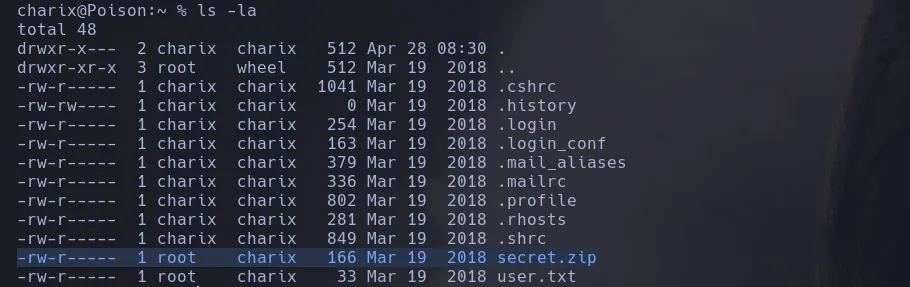 charix@Poison:~ % ls -la
total 48
drwxr-x---  2 charix  charix   512 Apr 28 08:30 .
drwxr-xr-x  3 root    wheel    512 Mar 19  2018 ..
-rw-r-----  1 charix  charix  1041 Mar 19  2018 .cshrc
-rw-rw----  1 charix  charix     0 Mar 19  2018 .history
-rw-r-----  1 charix  charix   254 Mar 19  2018 .login
-rw-r-----  1 charix  charix   163 Mar 19  2018 .login_conf
-rw-r-----  1 charix  charix   379 Mar 19  2018 .mail_aliases
-rw-r-----  1 charix  charix   336 Mar 19  2018 .mailrc
-rw-r-----  1 charix  charix   802 Mar 19  2018 .profile
-rw-r-----  1 charix  charix   281 Mar 19  2018 .rhosts
-rw-r-----  1 charix  charix   849 Mar 19  2018 .shrc
-rw-r-----  1 root    charix   166 Mar 19  2018 secret.zip
-rw-r-----  1 root    charix    33 Mar 19  2018 user.txt